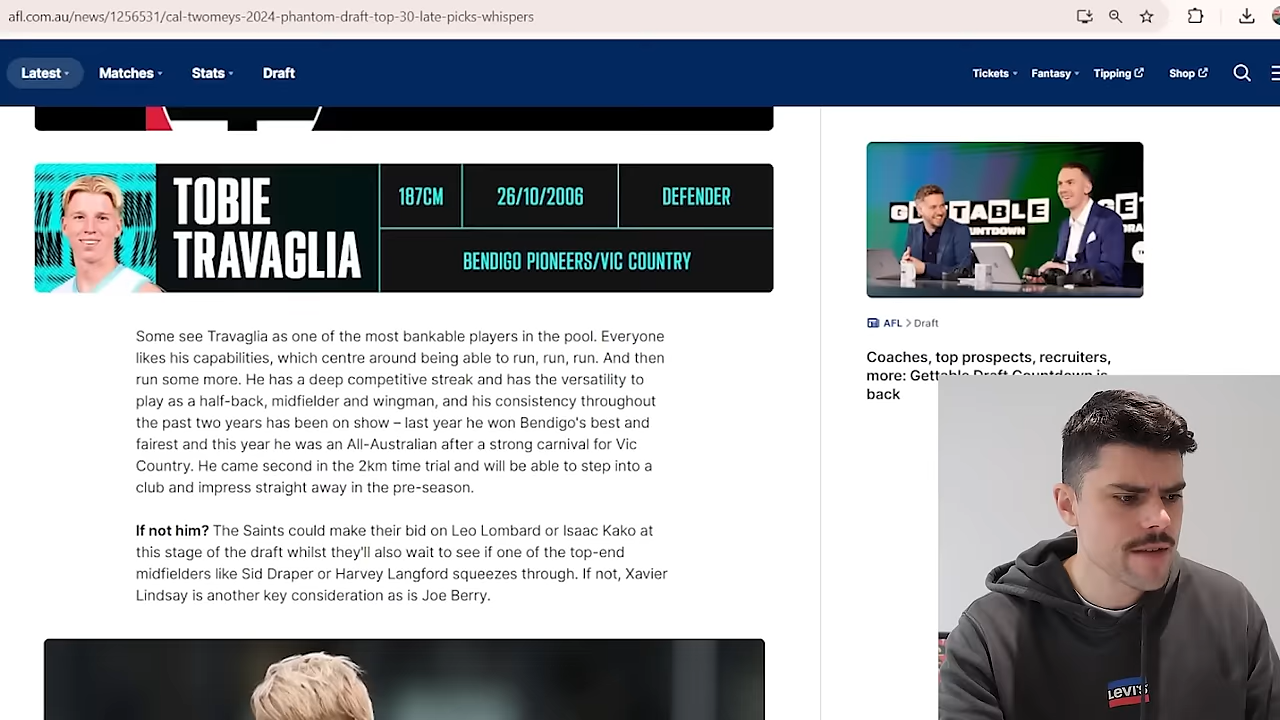 afl.com.au/news/1256531/cal-twomeys-2024-phantom-draft-top-30-late-picks-whispers
Latest
Matches
Stats
Draft
Tickets
Fantasy
Tipping
Shop
TOBIE
TRAVAGLIA
187CM
26/10/2006
DEFENDER
BENDIGO PIONEERS/VIC COUNTRY
Some see Travaglia as one of the most bankable players in the pool. Everyone
likes his capabilities, which centre around being able to run, run, run. And then
run some more. He has a deep competitive streak and has the versatility to
play as a half-back, midfielder and wingman, and his consistency throughout
the past two years has been on show – last year he won Bendigo's best and
fairest and this year he was an All-Australian after a strong carnival for Vic
Country. He came second in the 2km time trial and will be able to step into a
club and impress straight away in the pre-season.
If not him? The Saints could make their bid on Leo Lombard or Isaac Kako at
this stage of the draft whilst they'll also wait to see if one of the top-end
midfielders like Sid Draper or Harvey Langford squeezes through. If not, Xavier
Lindsay is another key consideration as is Joe Berry.
AFL > Draft
Coaches, top prospects, recruiters,
more: Gettable Draft Countdown is
back
LEVI'S